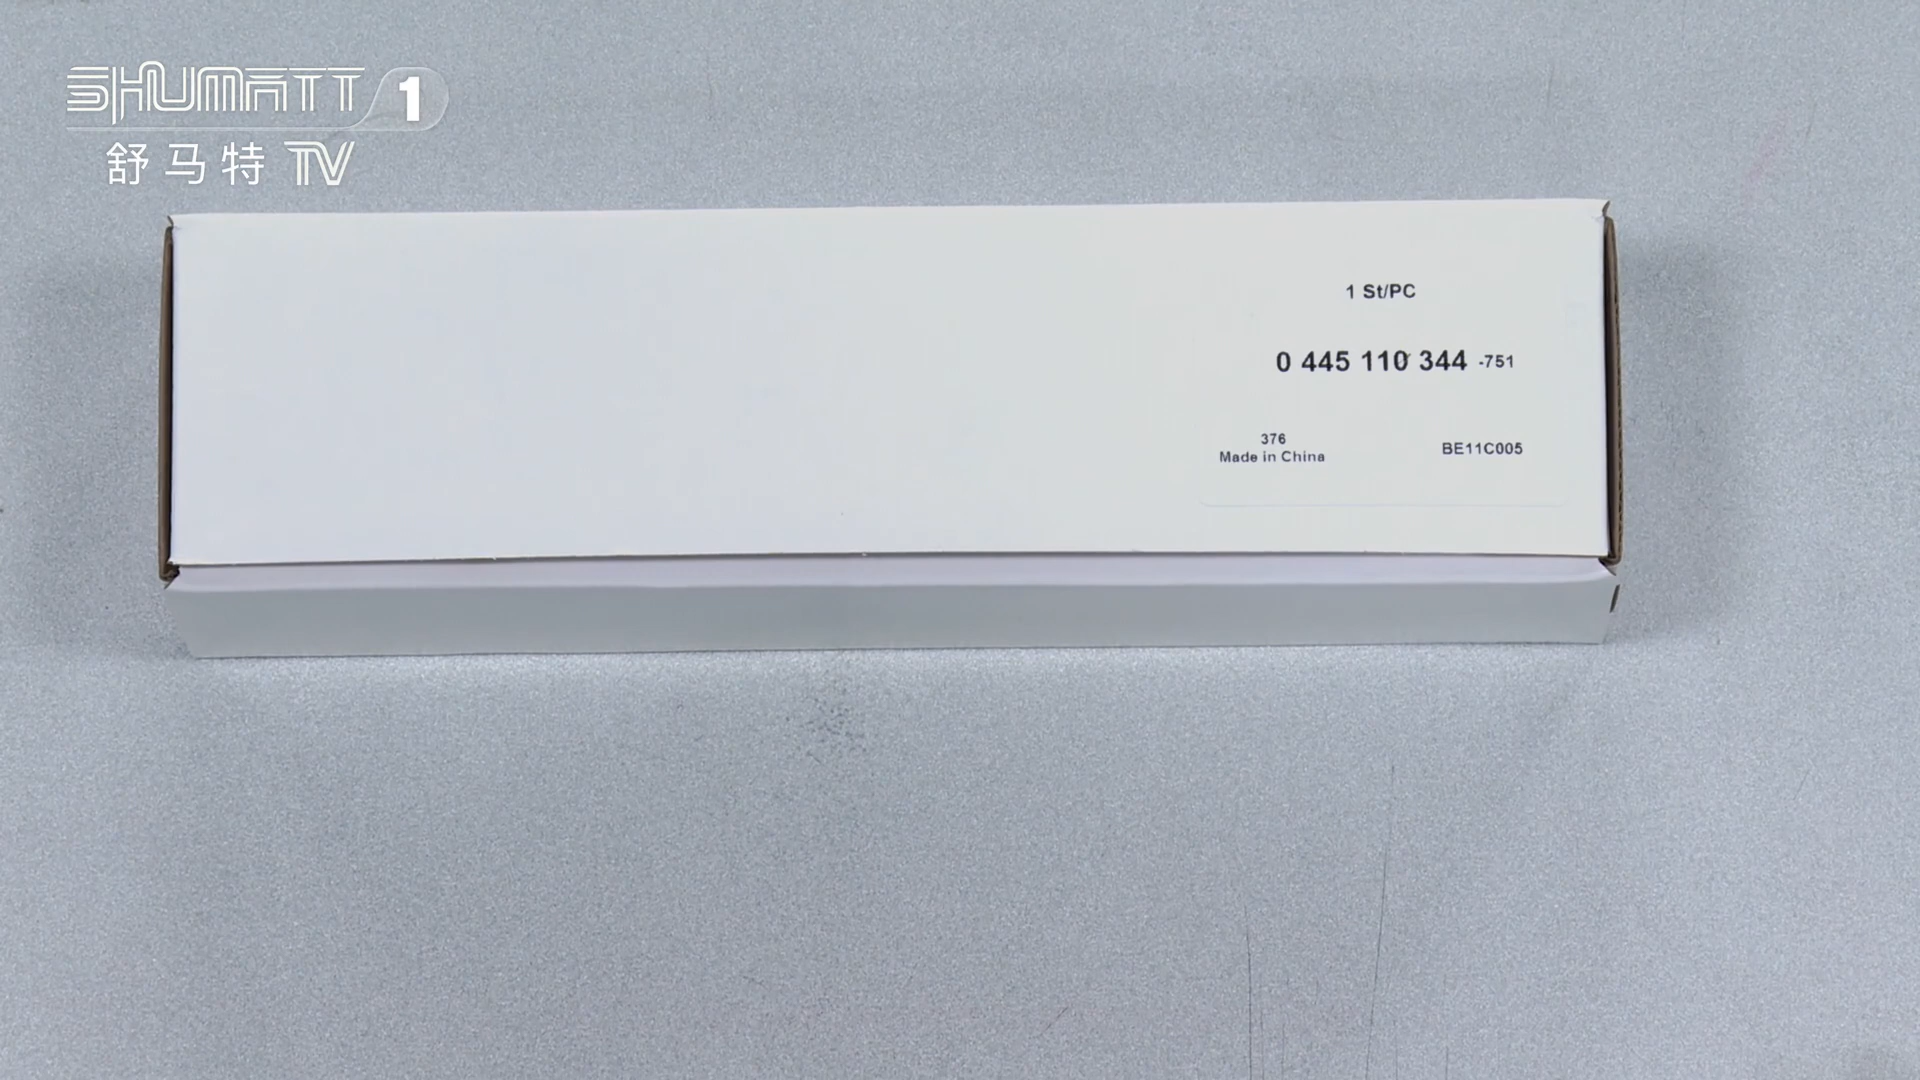 SHUMATT 1
舒马特 TV
1 St/PC
0 445 110 344 -751
376
Made in China
BE11C005